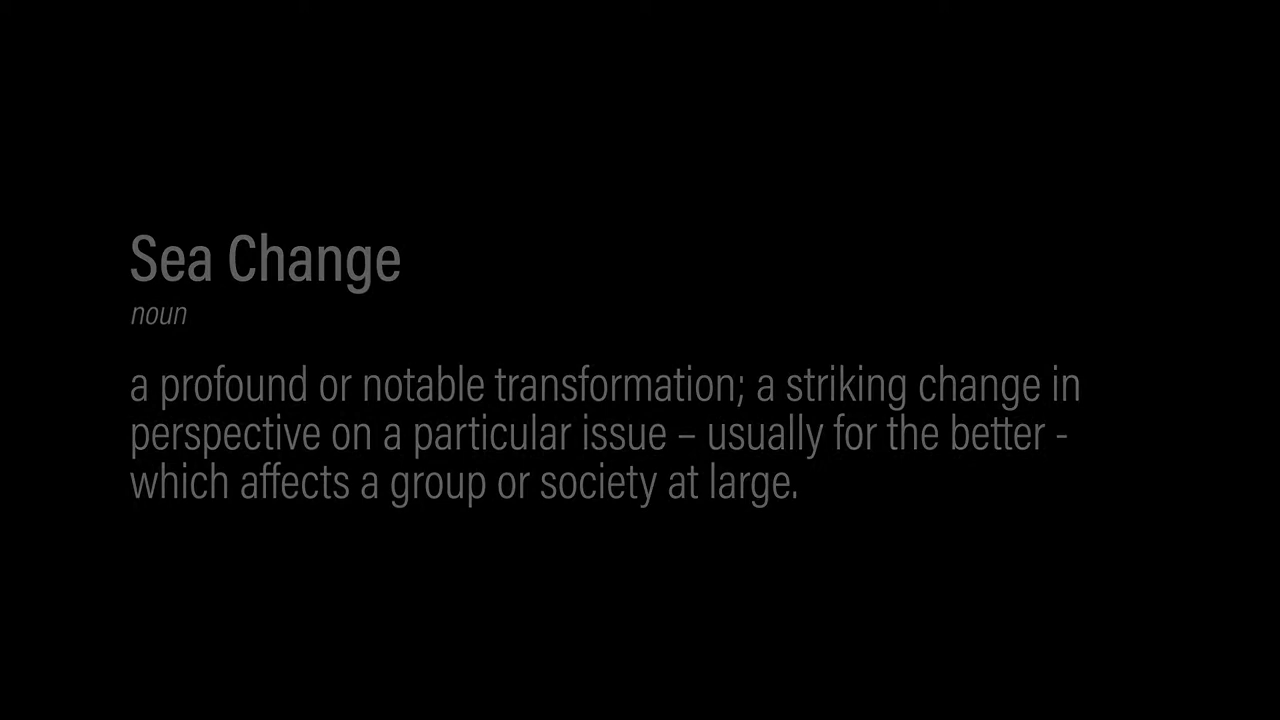 Sea Change
noun
a profound or notable transformation; a striking change in
perspective on a particular issue – usually for the better -
which affects a group or society at large.